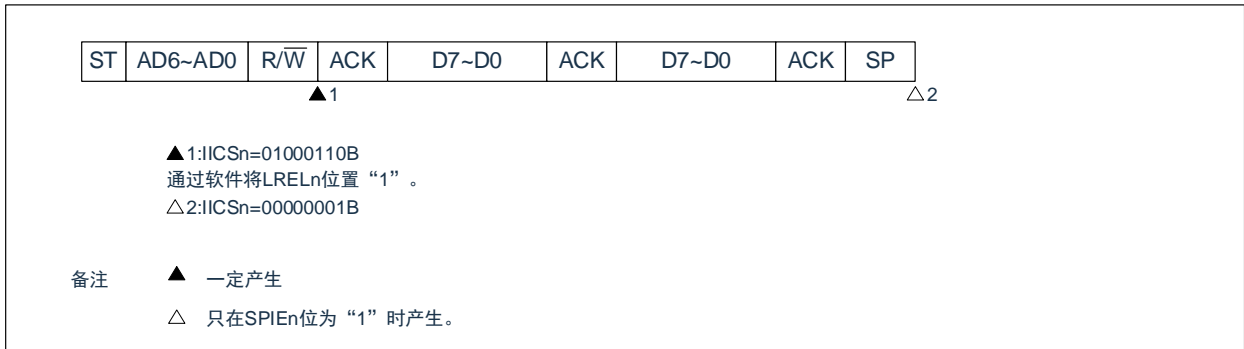 ST AD6~AD0 R/W̅ ACK D7~D0 ACK D7~D0 ACK SP
▲1 △2
▲1:IICSn=01000110B
通过软件将LRELn位置“1”。
△2:IICSn=00000001B
备注 ▲ 一定产生
△ 只在SPIEn位为“1”时产生。